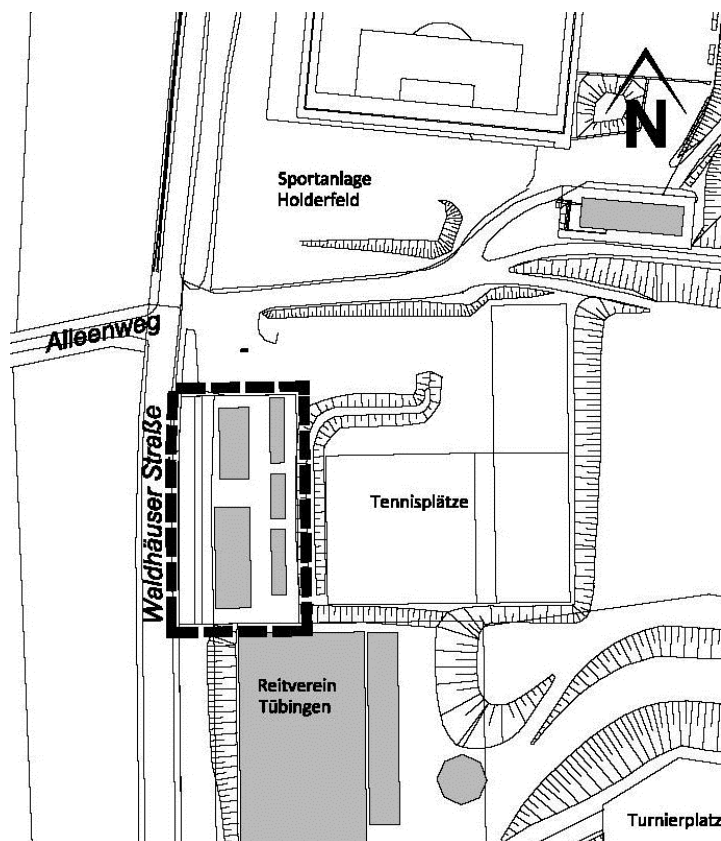 N
Sportanlage
Holderfeld
Alleenweg
Waldhäuser Straße
Tennisplätze
Reitverein
Tübingen
Turnierplatz